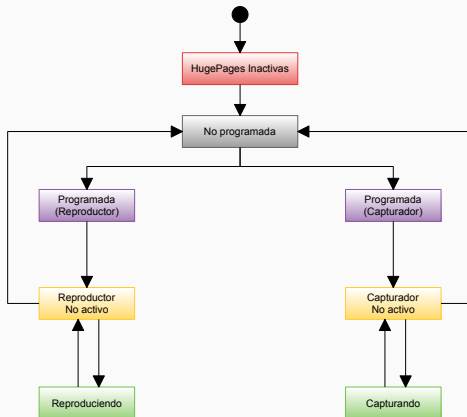 HugePages Inactivas
No programada
Programada
(Reproductor)
Programada
(Capturador)
Reproductor
No activo
Capturador
No activo
Reproduciendo
Capturando